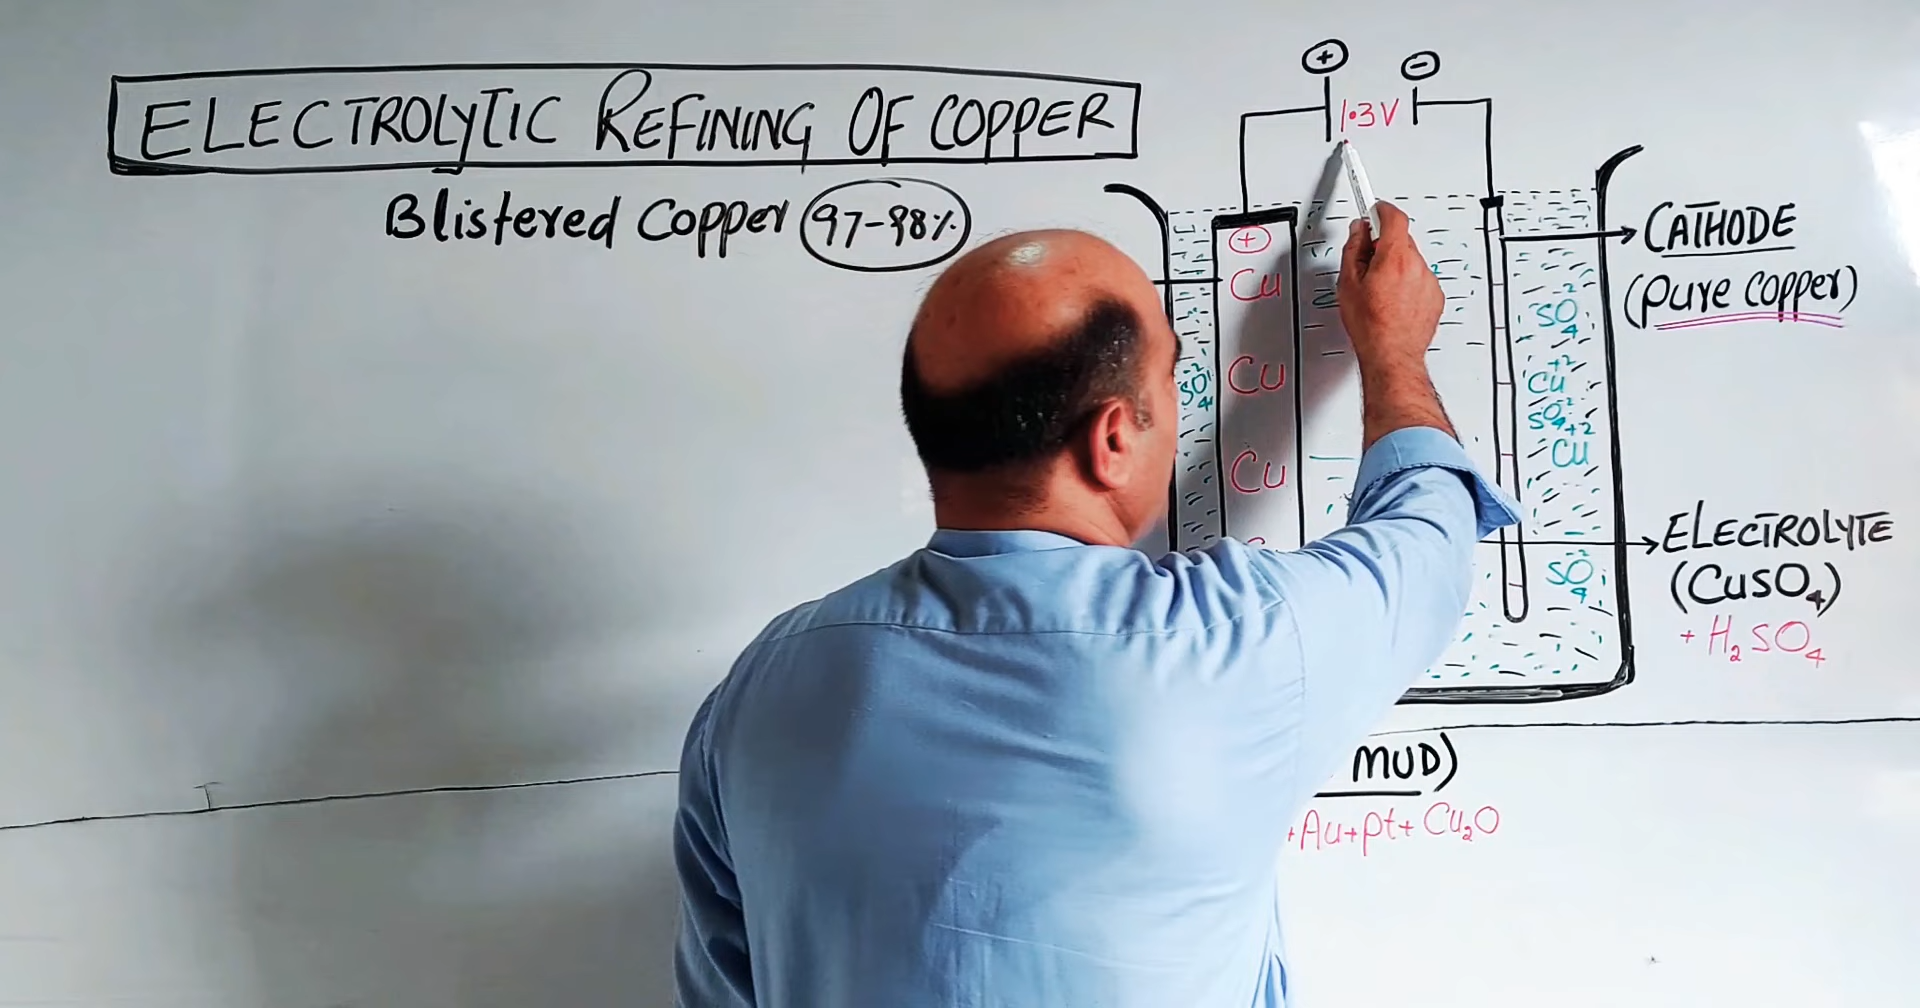 ELECTROLYTIC REFINING OF COPPER
Blistered Copper 97-98%
+ -
1.3V
+
Cu
Cu
Cu
SO4-2
SO4-2
Cu+2
SO4-2
Cu+2
SO4-2
CATHODE
(Pure Copper)
ELECTROLYTE
(CuSO4)
+ H2SO4
MUD)
+Au+Pt+Cu2O